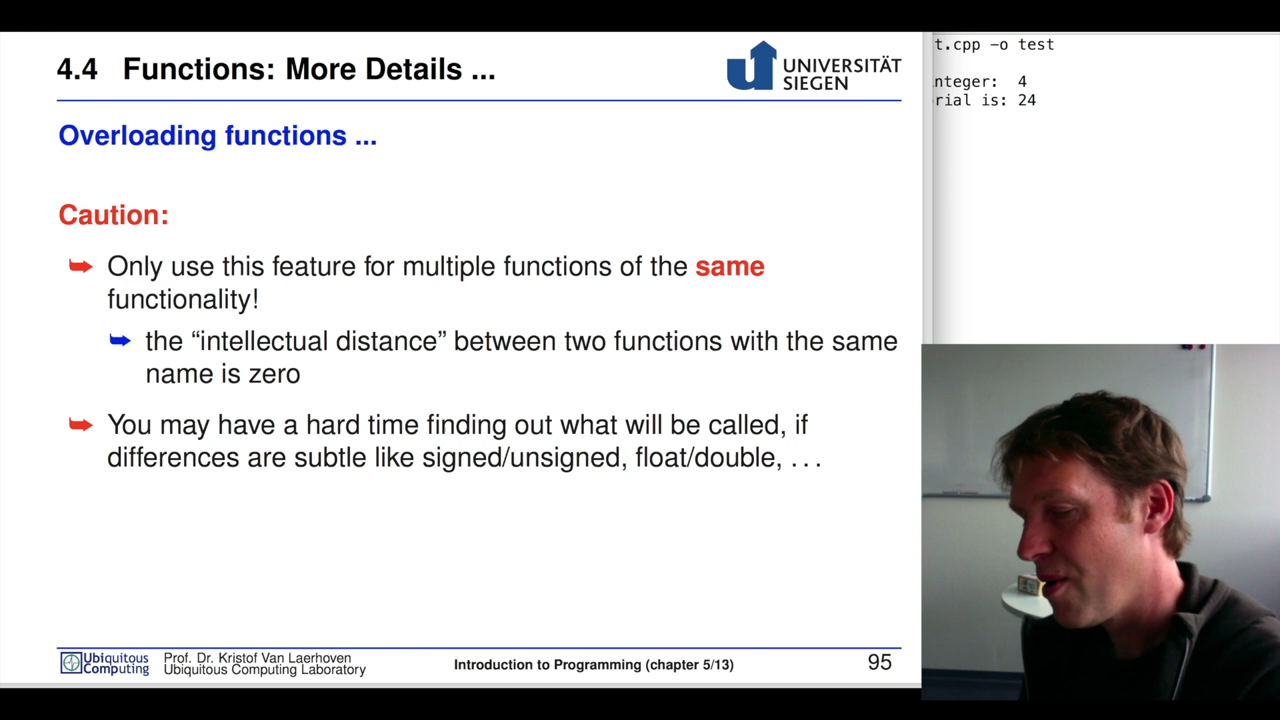 4.4 Functions: More Details ...
UNIVERSITÄT
SIEGEN
t.cpp -o test
nteger: 4
rial is: 24
Overloading functions ...
Caution:
Only use this feature for multiple functions of the same
functionality!
the “intellectual distance” between two functions with the same
name is zero
You may have a hard time finding out what will be called, if
differences are subtle like signed/unsigned, float/double, . . .
Ubiquitous
Computing
Prof. Dr. Kristof Van Laerhoven
Ubiquitous Computing Laboratory
Introduction to Programming (chapter 5/13)
95